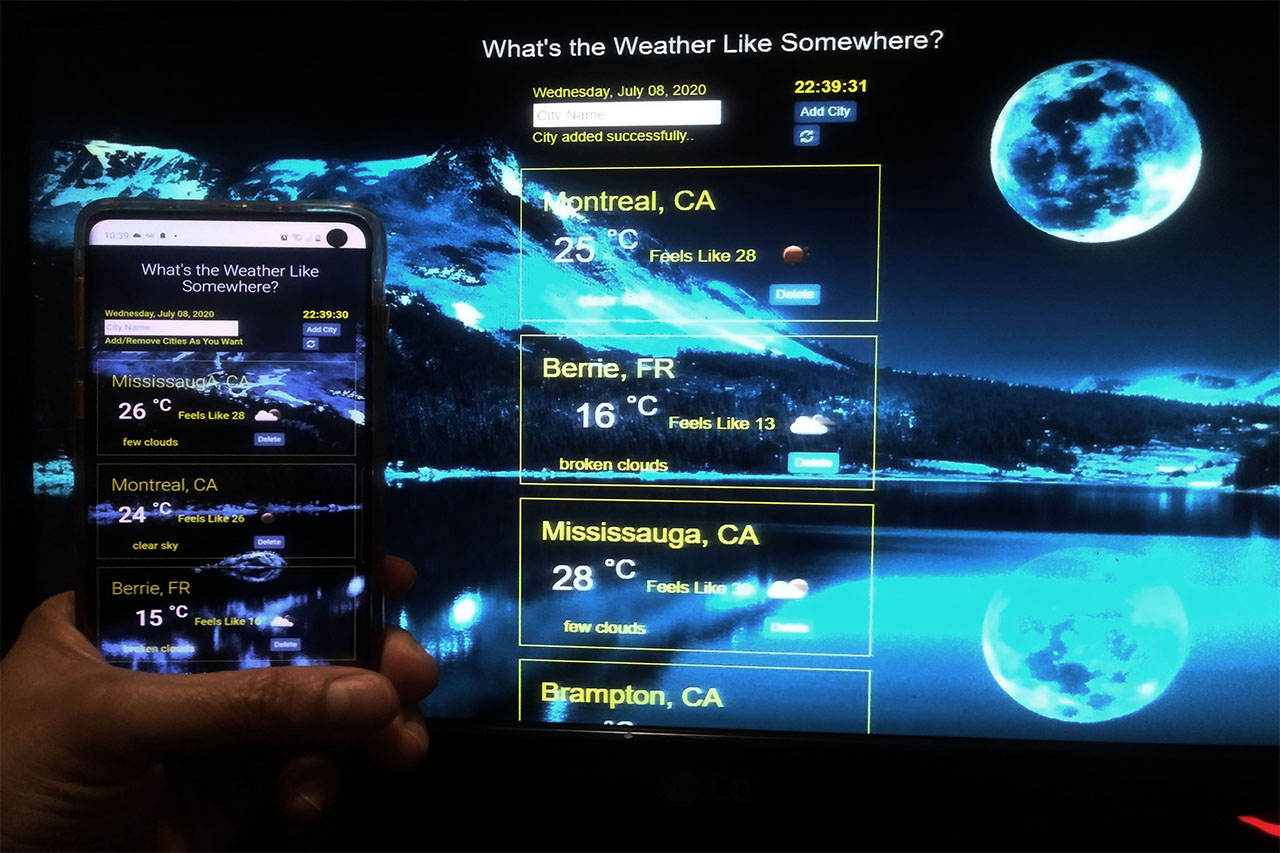 What's the Weather Like Somewhere?
Wednesday, July 08, 2020
22:39:31
City Name
Add City
City added successfully..
Montreal, CA
25 °C
Feels Like 28
clear sky
Delete
Berrie, FR
16 °C
Feels Like 13
broken clouds
Delete
Mississauga, CA
28 °C
Feels Like
few clouds
Delete
Brampton, CA
°C
LG
10:39
What's the Weather Like
Somewhere?
Wednesday, July 08, 2020
22:39:30
City Name
Add City
Add/Remove Cities As You Want
MississaugA, CA
26 °C
Feels Like 28
few clouds
Delete
Montreal, CA
24 °C
Feels Like 26
clear sky
Delete
Berrie, FR
15 °C
Feels Like 16
broken clouds
Delete